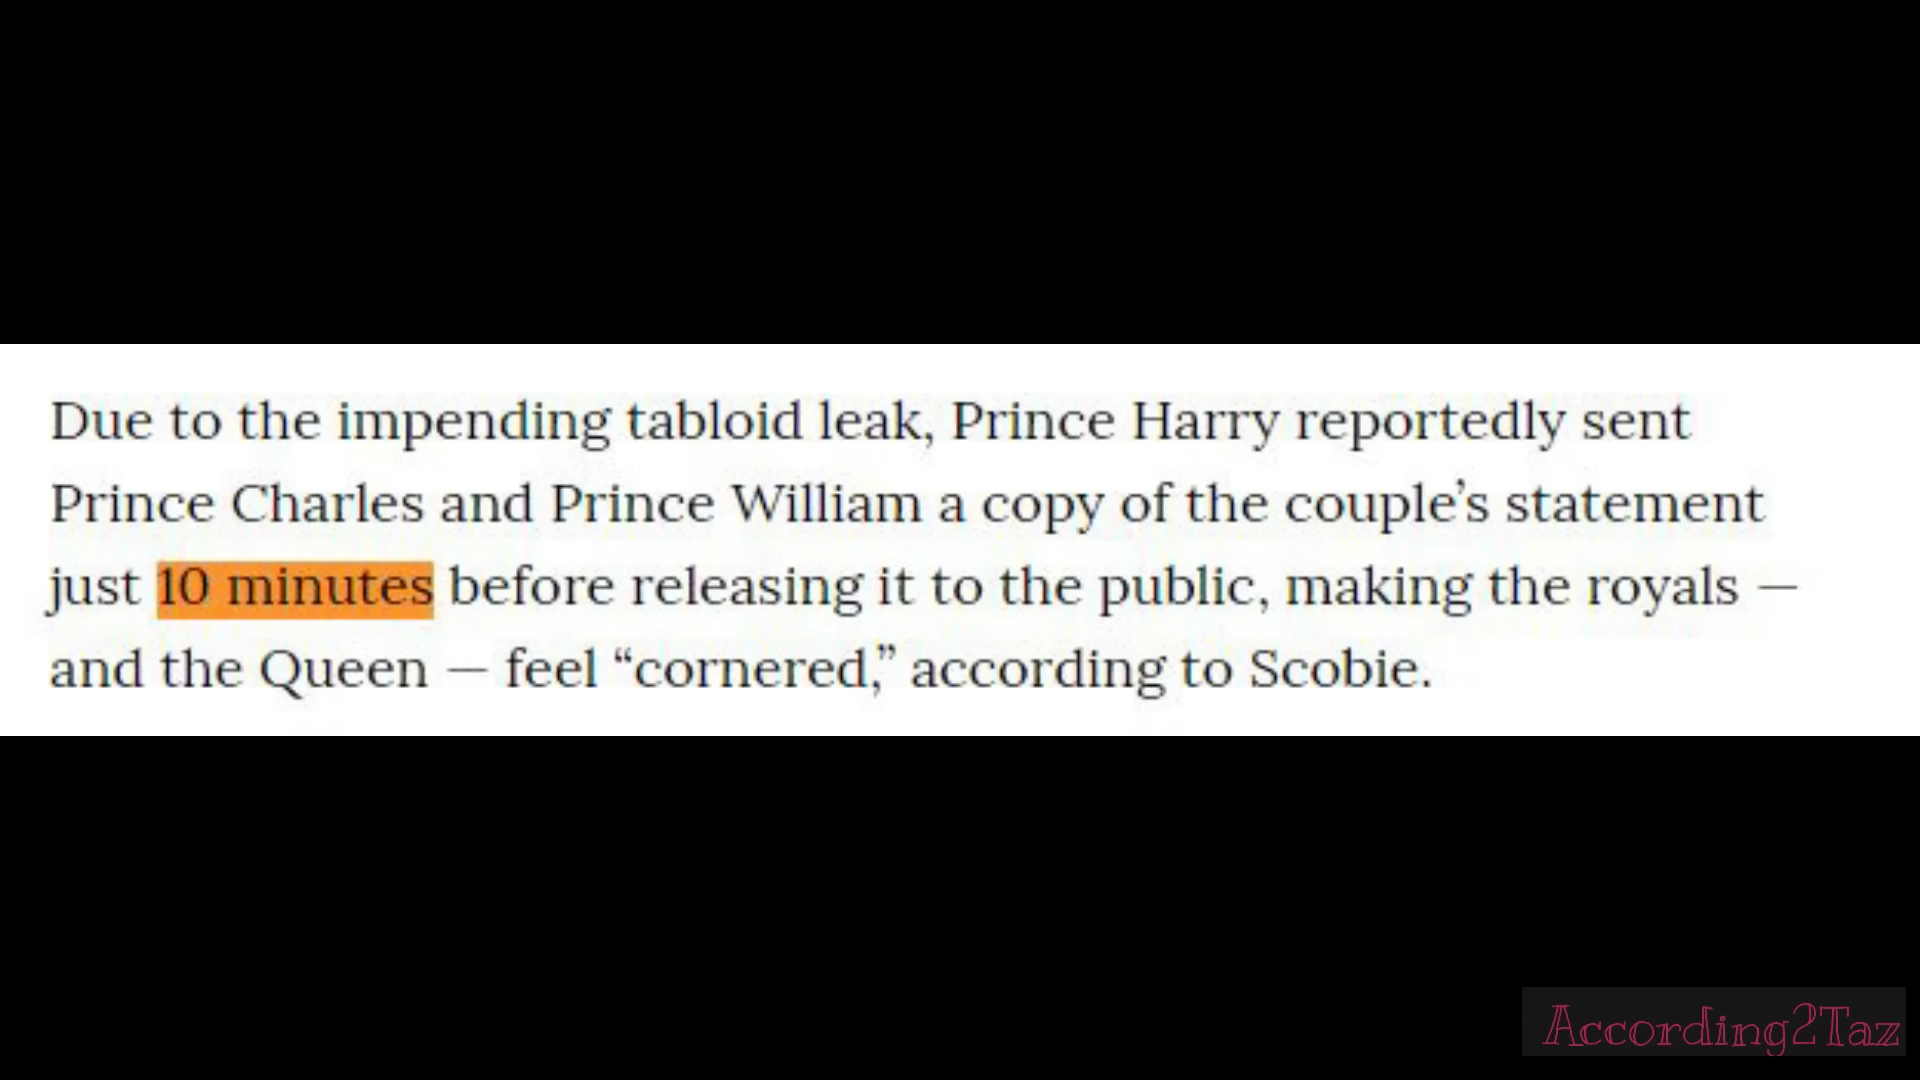 Due to the impending tabloid leak, Prince Harry reportedly sent
Prince Charles and Prince William a copy of the couple’s statement
just 10 minutes before releasing it to the public, making the royals —
and the Queen — feel “cornered,” according to Scobie.
According2Taz